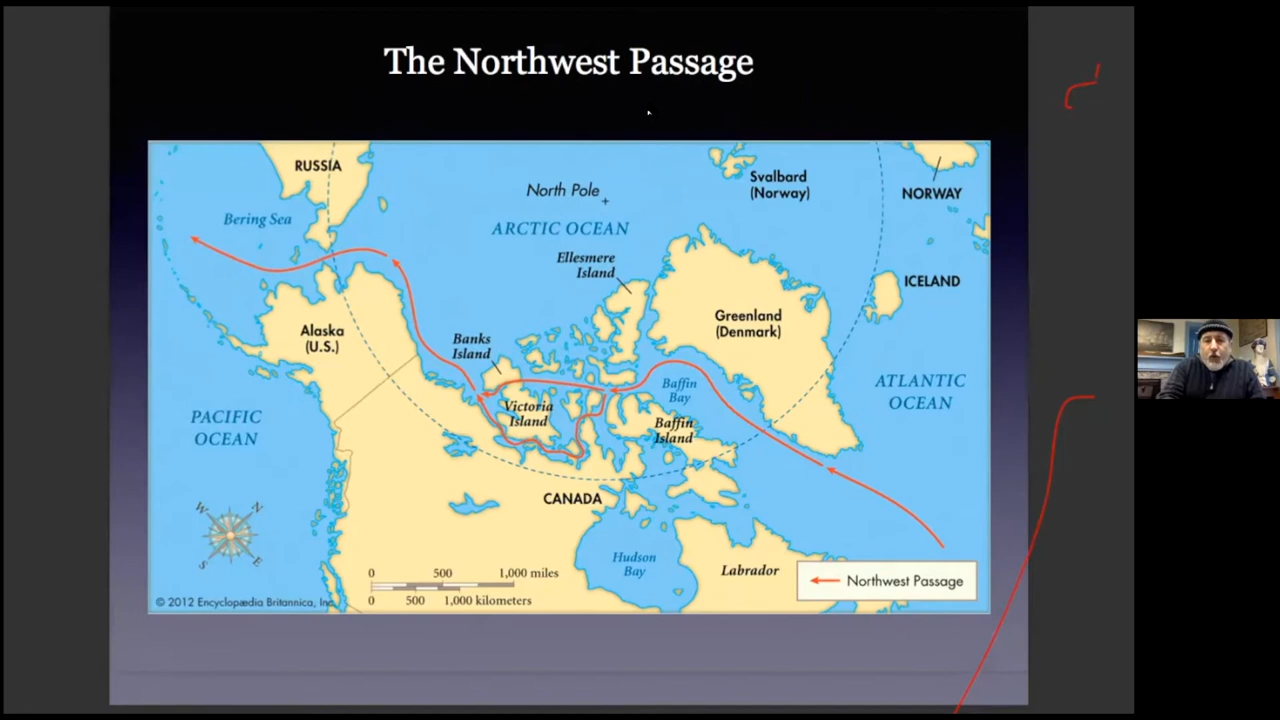 The Northwest Passage
RUSSIA
Svalbard
(Norway)
North Pole
NORWAY
Bering Sea
ARCTIC OCEAN
Ellesmere
Island
ICELAND
Greenland
(Denmark)
Alaska
(U.S.)
Banks
Island
Baffin
Bay
ATLANTIC
OCEAN
Victoria
Island
PACIFIC
OCEAN
Baffin
Island
CANADA
W
N
S
E
Hudson
Bay
Labrador
0 500 1,000 miles
0 500 1,000 kilometers
Northwest Passage
© 2012 Encyclopædia Britannica, Inc.